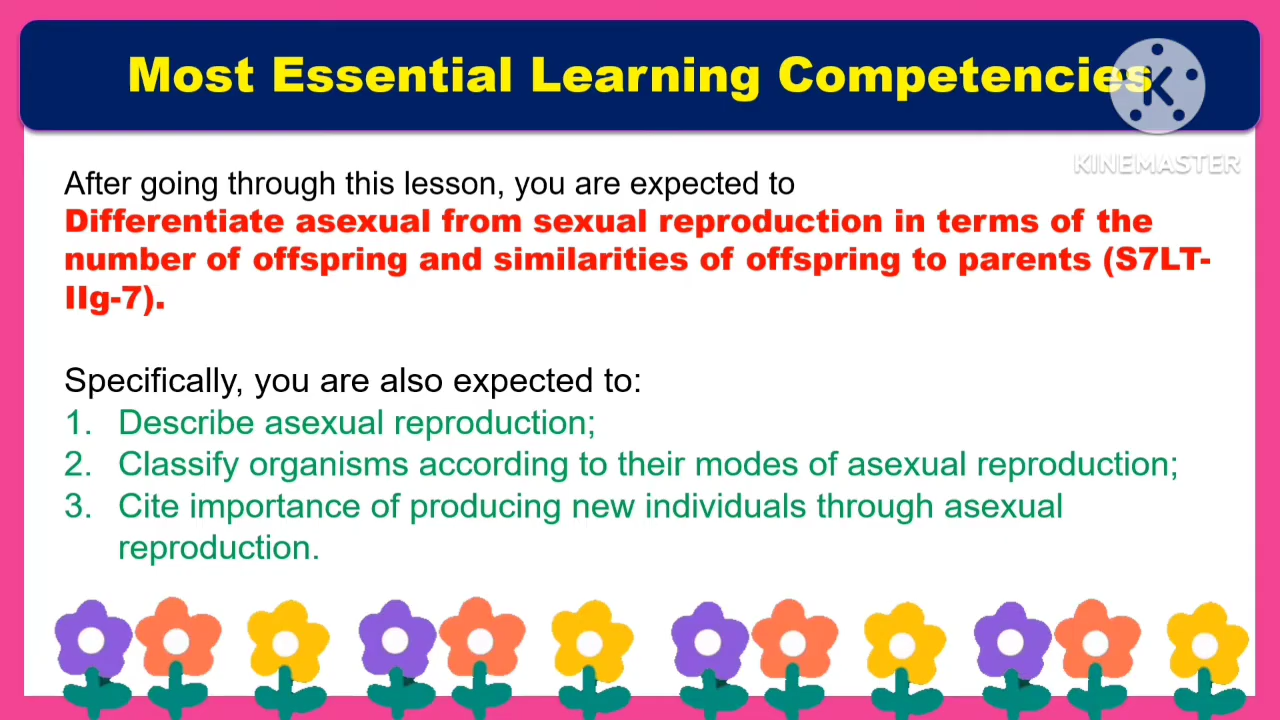 Most Essential Learning Competencies
KINEMASTER
After going through this lesson, you are expected to
Differentiate asexual from sexual reproduction in terms of the
number of offspring and similarities of offspring to parents (S7LT-
IIg-7).
Specifically, you are also expected to:
1. Describe asexual reproduction;
2. Classify organisms according to their modes of asexual reproduction;
3. Cite importance of producing new individuals through asexual
reproduction.